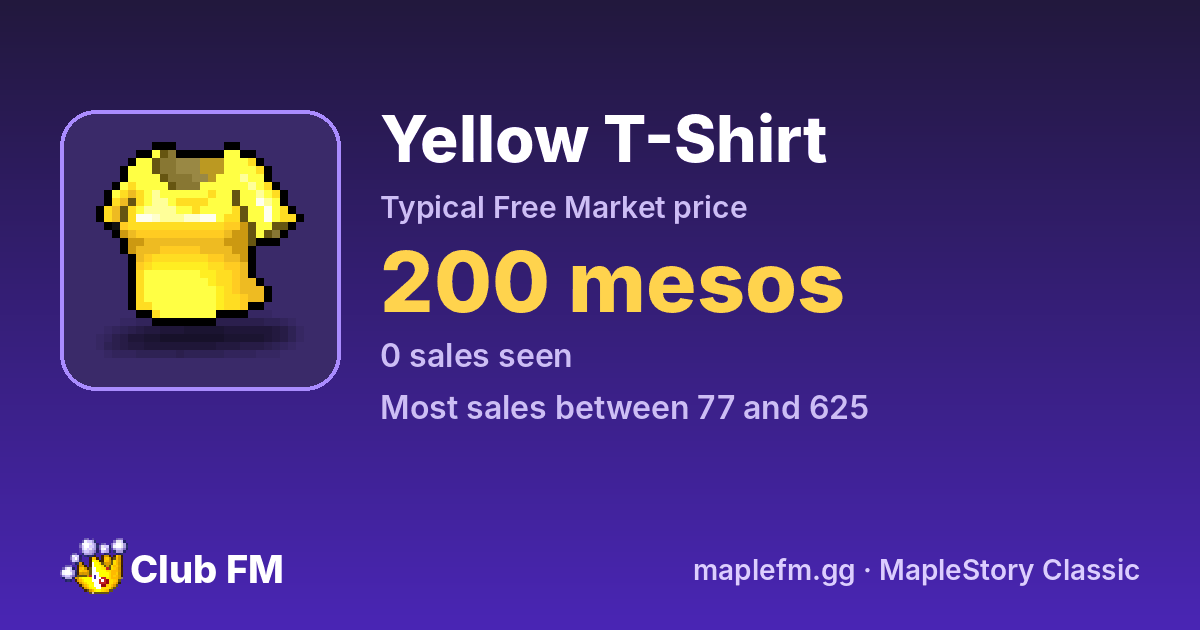 Yellow T-Shirt
Typical Free Market price
200 mesos
0 sales seen
Most sales between 77 and 625
Club FM
maplefm.gg · MapleStory Classic